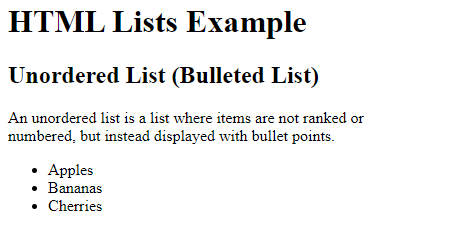 HTML Lists Example
Unordered List (Bulleted List)
An unordered list is a list where items are not ranked or
numbered, but instead displayed with bullet points.
• Apples
• Bananas
• Cherries